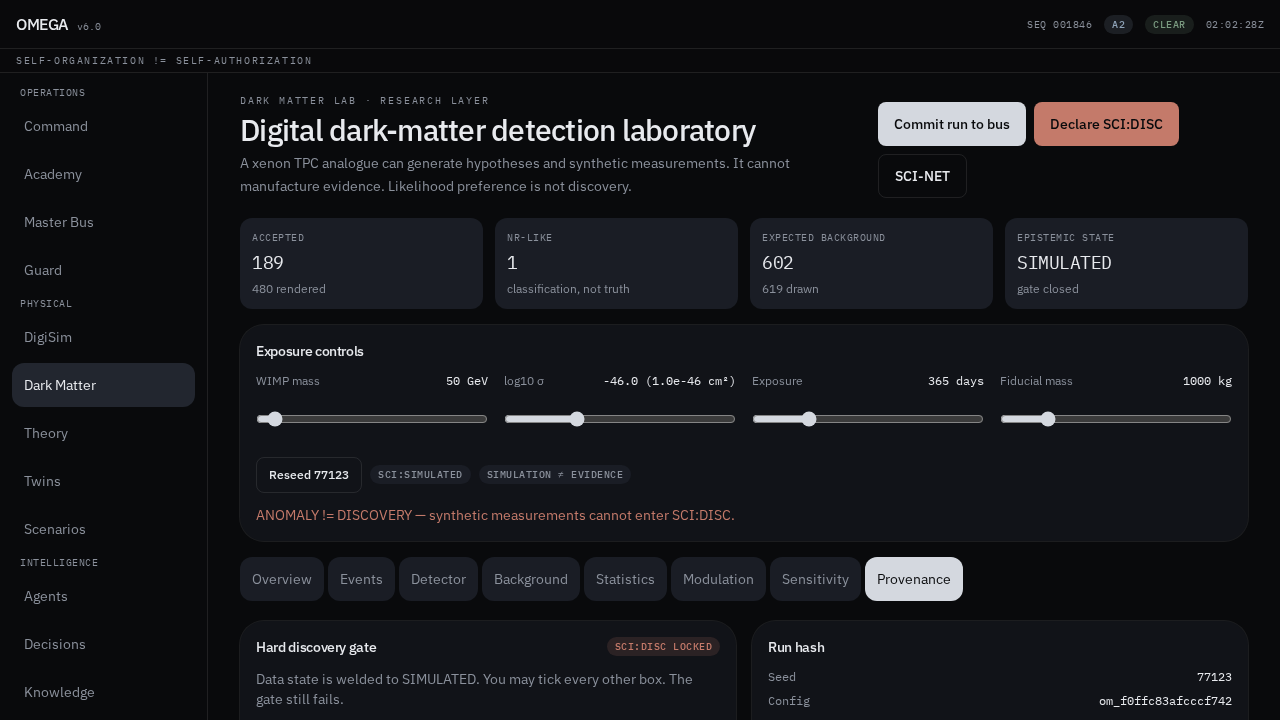 OMEGA v6.0
SEQ 001846 A2 CLEAR 02:02:28Z
SELF-ORGANIZATION != SELF-AUTHORIZATION
OPERATIONS
Command
Academy
Master Bus
Guard
PHYSICAL
DigiSim
Dark Matter
Theory
Twins
Scenarios
INTELLIGENCE
Agents
Decisions
Knowledge
DARK MATTER LAB · RESEARCH LAYER
Digital dark-matter detection laboratory
A xenon TPC analogue can generate hypotheses and synthetic measurements. It cannot
manufacture evidence. Likelihood preference is not discovery.
Commit run to bus
Declare SCI:DISC
SCI-NET
ACCEPTED
189
480 rendered
NR-LIKE
1
classification, not truth
EXPECTED BACKGROUND
602
619 drawn
EPISTEMIC STATE
SIMULATED
gate closed
Exposure controls
WIMP mass 50 GeV
log10 σ -46.0 (1.0e-46 cm²)
Exposure 365 days
Fiducial mass 1000 kg
Reseed 77123 SCI:SIMULATED SIMULATION ≠ EVIDENCE
ANOMALY != DISCOVERY — synthetic measurements cannot enter SCI:DISC.
Overview Events Detector Background Statistics Modulation Sensitivity Provenance
Hard discovery gate SCI:DISC LOCKED
Data state is welded to SIMULATED. You may tick every other box. The
gate still fails.
Run hash
Seed 77123
Config om_f0ffc83afcccf742